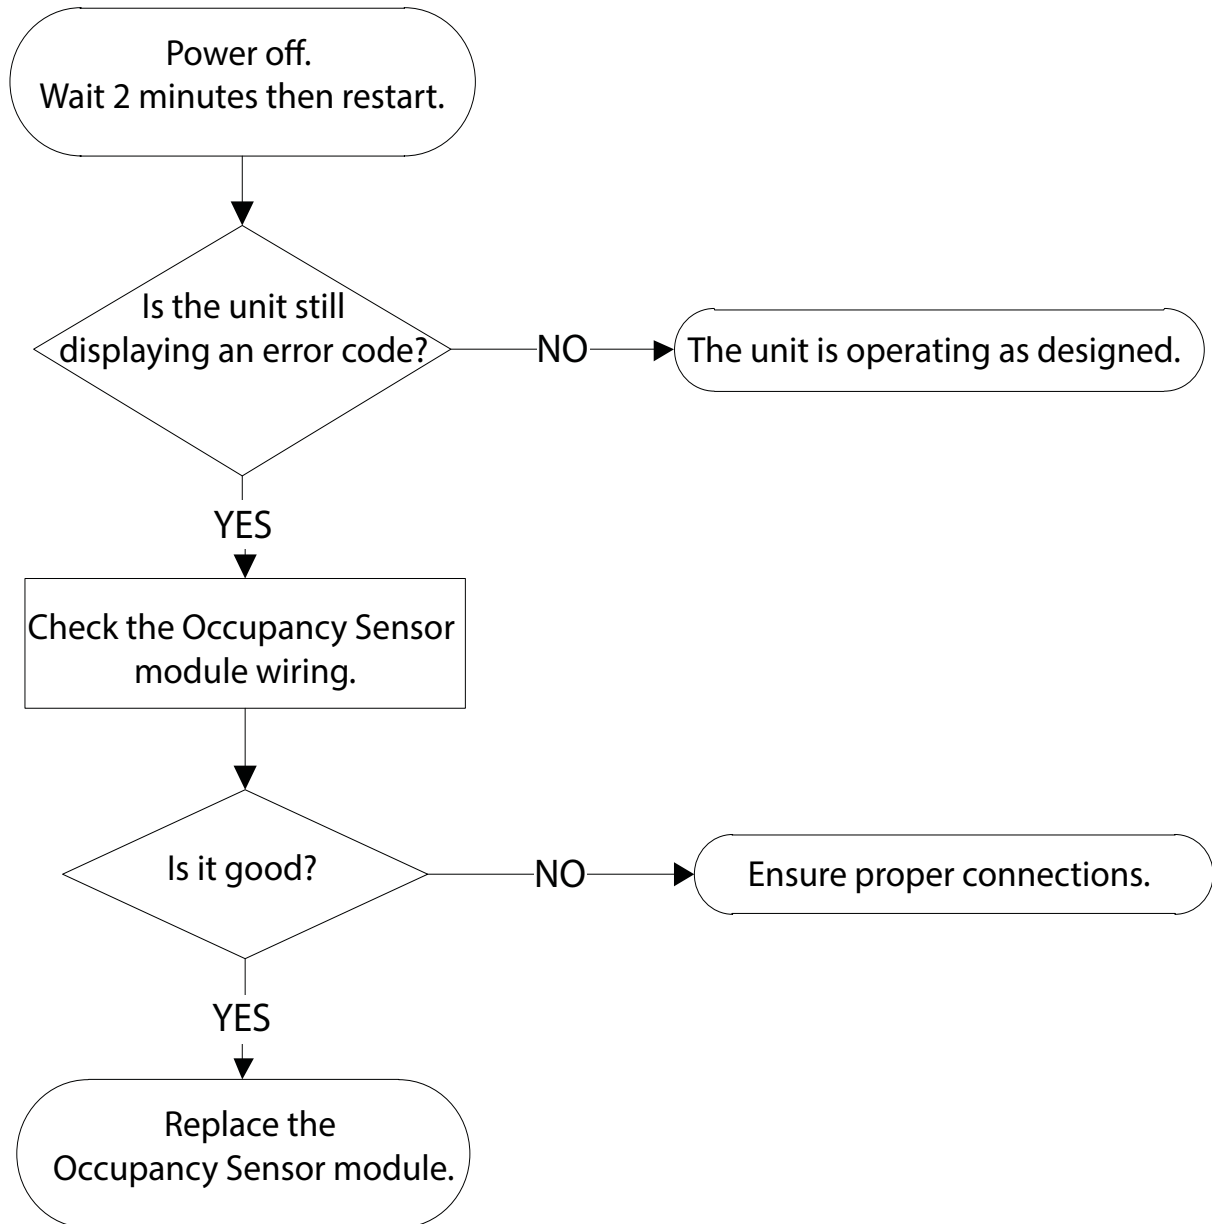 Power off.
Wait 2 minutes then restart.
Is the unit still
displaying an error code?
NO
The unit is operating as designed.
YES
Check the Occupancy Sensor
module wiring.
Is it good?
NO
Ensure proper connections.
YES
Replace the
Occupancy Sensor module.